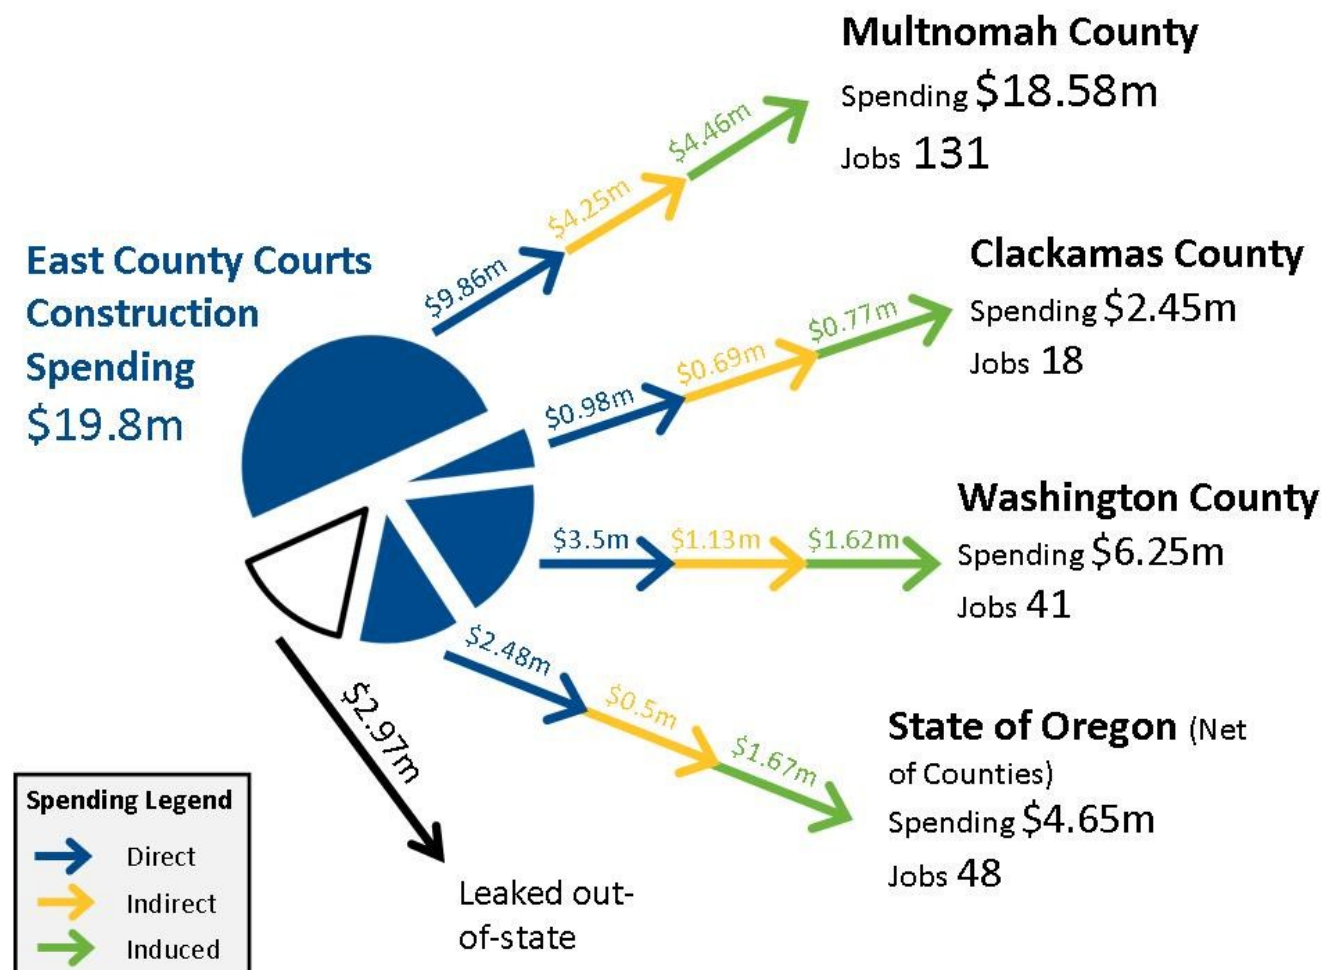 Multnomah County
Spending $18.58m
Jobs 131
$4.46m
$4.25m
$9.86m
East County Courts
Construction
Spending
$19.8m
Clackamas County
Spending $2.45m
Jobs 18
$0.77m
$0.69m
$0.98m
Washington County
Spending $6.25m
Jobs 41
$3.5m
$1.13m
$1.62m
$2.48m
$0.5m
$1.67m
State of Oregon (Net
of Counties)
Spending $4.65m
Jobs 48
$2.97m
Leaked out-
of-state
Spending Legend
Direct
Indirect
Induced